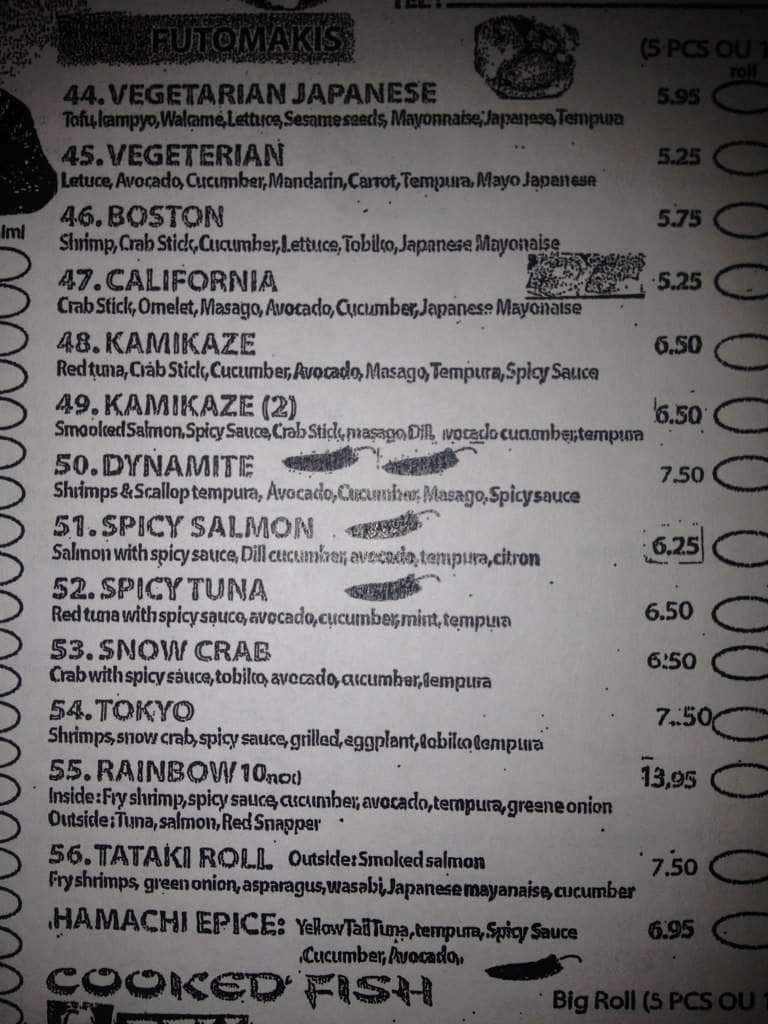 FUTOMAKIS
(5 PCS OU 1
roll
44. VEGETARIAN JAPANESE 5.95
Tofu, kampyo, Wakame, Lettuce, Sesame seeds, Mayonnaise, Japanese, Tempura
45. VEGETERIAN 5.25
Letuce, Avocado, Cucumber, Mandarin, Carrot, Tempura, Mayo Japanese
46. BOSTON 5.75
Shrimp, Crab Stick, Cucumber, Lettuce, Tobiko, Japanese Mayonaise
47. CALIFORNIA 5.25
Crab Stick, Omelet, Masago, Avocado, Cucumber, Japanese Mayonaise
48. KAMIKAZE 6.50
Red tuna, Crab Stick, Cucumber, Avocado, Masago, Tempura, Spicy Sauce
49. KAMIKAZE (2) 6.50
Smooked Salmon, Spicy Sauce, Crab Stick, masago, Dill, avocado cucumber, tempura
50. DYNAMITE 7.50
Shrimps & Scallop tempura, Avocado, Cucumber, Masago, Spicy sauce
51. SPICY SALMON 6.25
Salmon with spicy sauce, Dill cucumber, avocado, tempura, citron
52. SPICY TUNA 6.50
Red tuna with spicy sauce, avocado, cucumber, mint, tempura
53. SNOW CRAB 6.50
Crab with spicy sauce, tobiko, avocado, cucumber, tempura
54. TOKYO 7.50
Shrimps, snow crab, spicy sauce, grilled, eggplant, tobiko tempura
55. RAINBOW 10 13,95
Inside: Fry shrimp, spicy sauce, cucumber, avocado, tempura, greene onion
Outside: Tuna, salmon, Red Snapper
56. TATAKI ROLL Outside: Smoked salmon 7.50
Fry shrimps, green onion, asparagus, wasabi, Japanese mayanaise, cucumber
HAMACHI EPICE: Yellow Tail Tuna, tempura, Spicy Sauce 6.95
Cucumber, Avocado,
COOKED FISH
Big Roll (5 PCS OU 1
lml